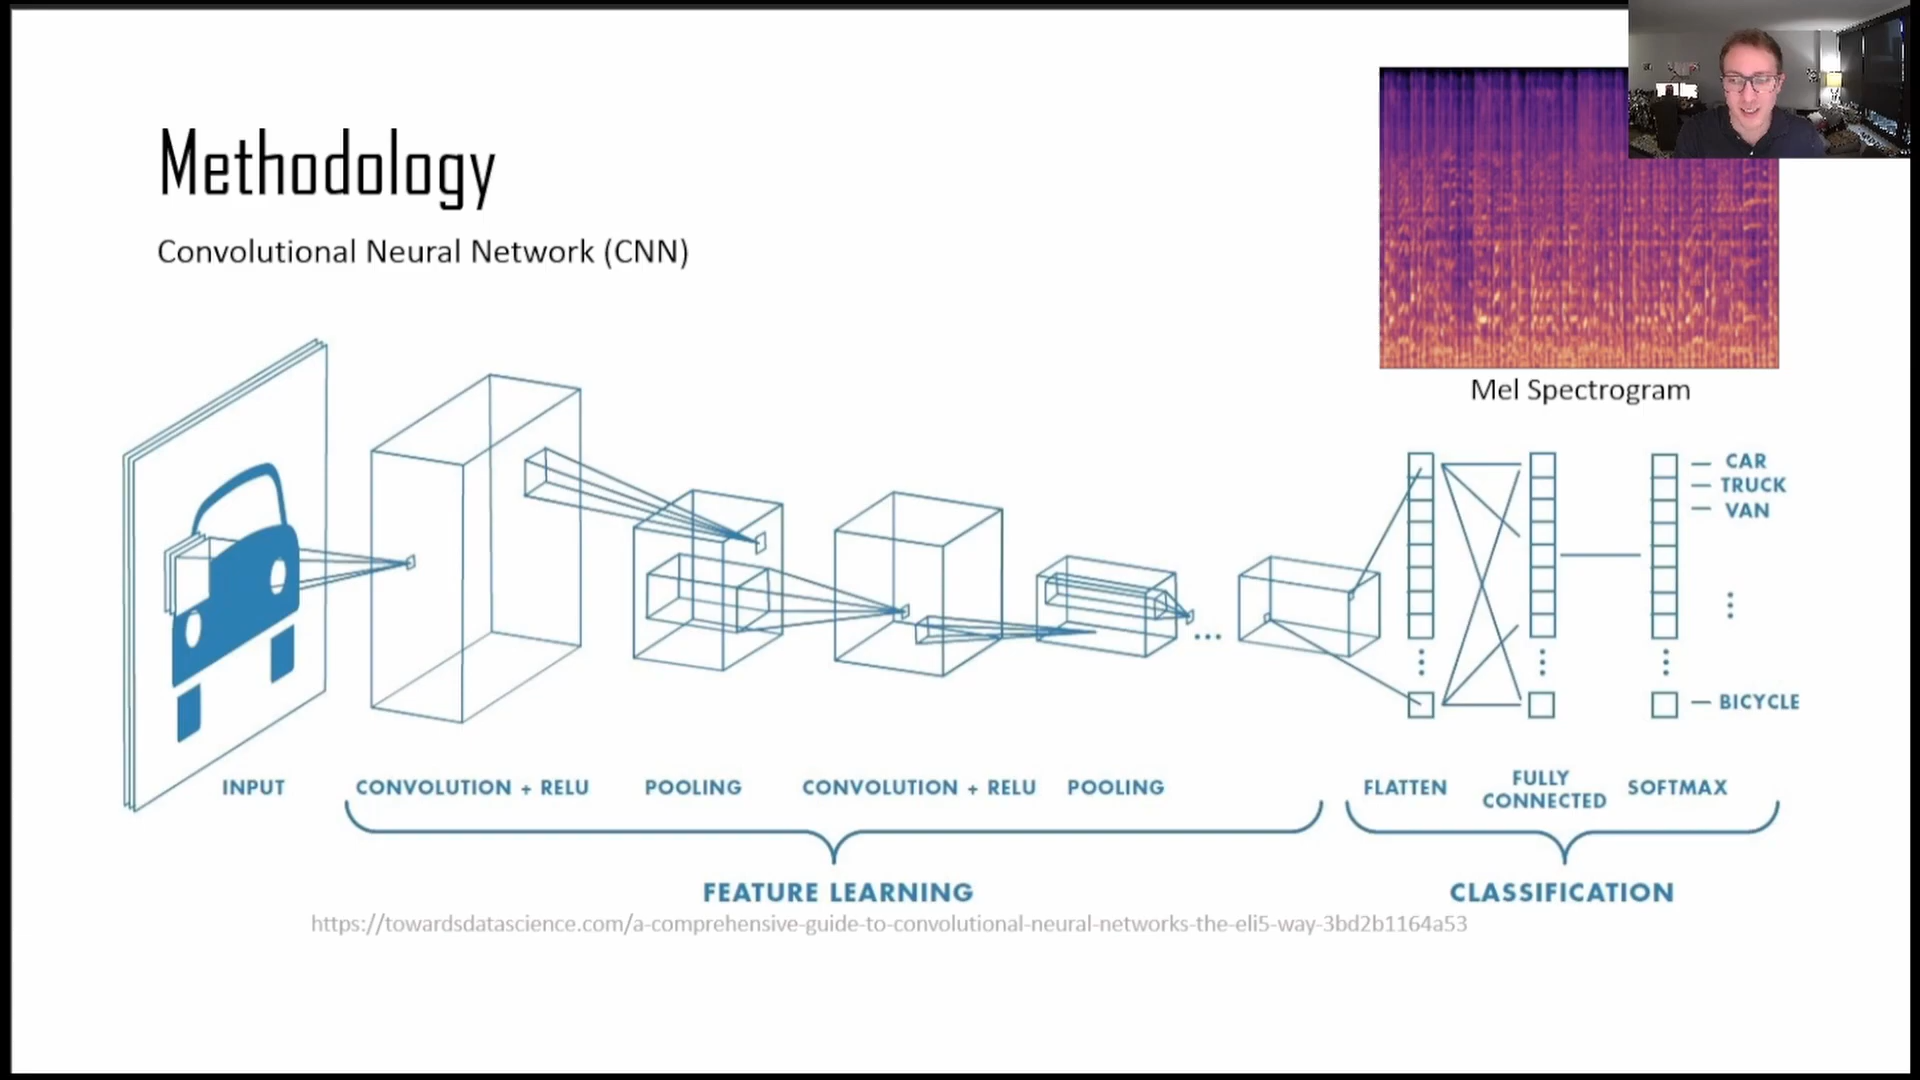 Methodology
Convolutional Neural Network (CNN)
Mel Spectrogram
CAR
TRUCK
VAN
BICYCLE
INPUT
CONVOLUTION + RELU
POOLING
CONVOLUTION + RELU
POOLING
FLATTEN
FULLY
CONNECTED
SOFTMAX
FEATURE LEARNING
CLASSIFICATION
https://towardsdatascience.com/a-comprehensive-guide-to-convolutional-neural-networks-the-eli5-way-3bd2b1164a53